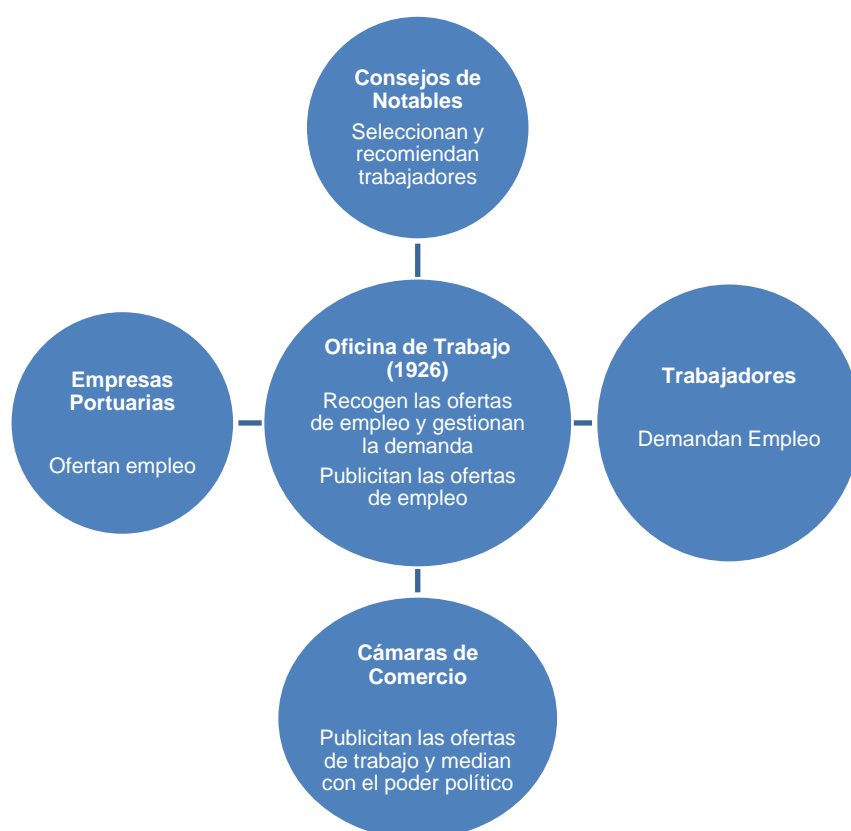 Consejos de
Notables
Seleccionan y
recomiendan
trabajadores
Empresas
Portuarias
Ofertan empleo
Oficina de Trabajo
(1926)
Recogen las ofertas
de empleo y gestionan
la demanda
Publicitan las ofertas
de empleo
Trabajadores
Demandan Empleo
Cámaras de
Comercio
Publicitan las ofertas
de trabajo y median
con el poder político